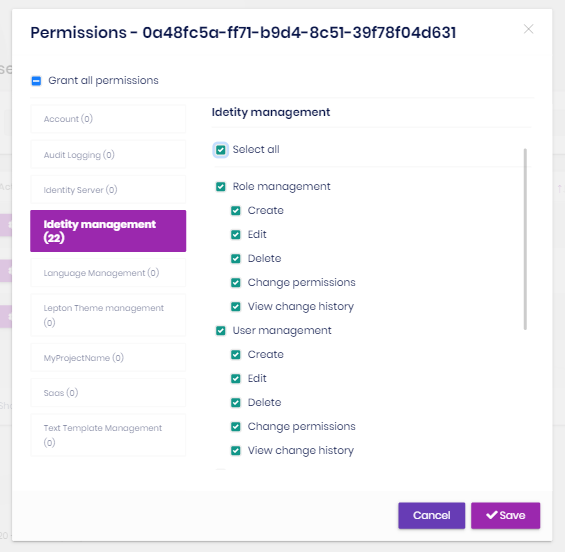 Permissions - 0a48fc5a-ff71-b9d4-8c51-39f78f04d631
Grant all permissions
Account (0)
Audit Logging (0)
Identity Server (0)
Idetity management
(22)
Language Management (0)
Lepton Theme management
(0)
MyProjectName (0)
Saas (0)
Text Template Management
(0)
Idetity management
Select all
Role management
Create
Edit
Delete
Change permissions
View change history
User management
Create
Edit
Delete
Change permissions
View change history
Cancel
Save